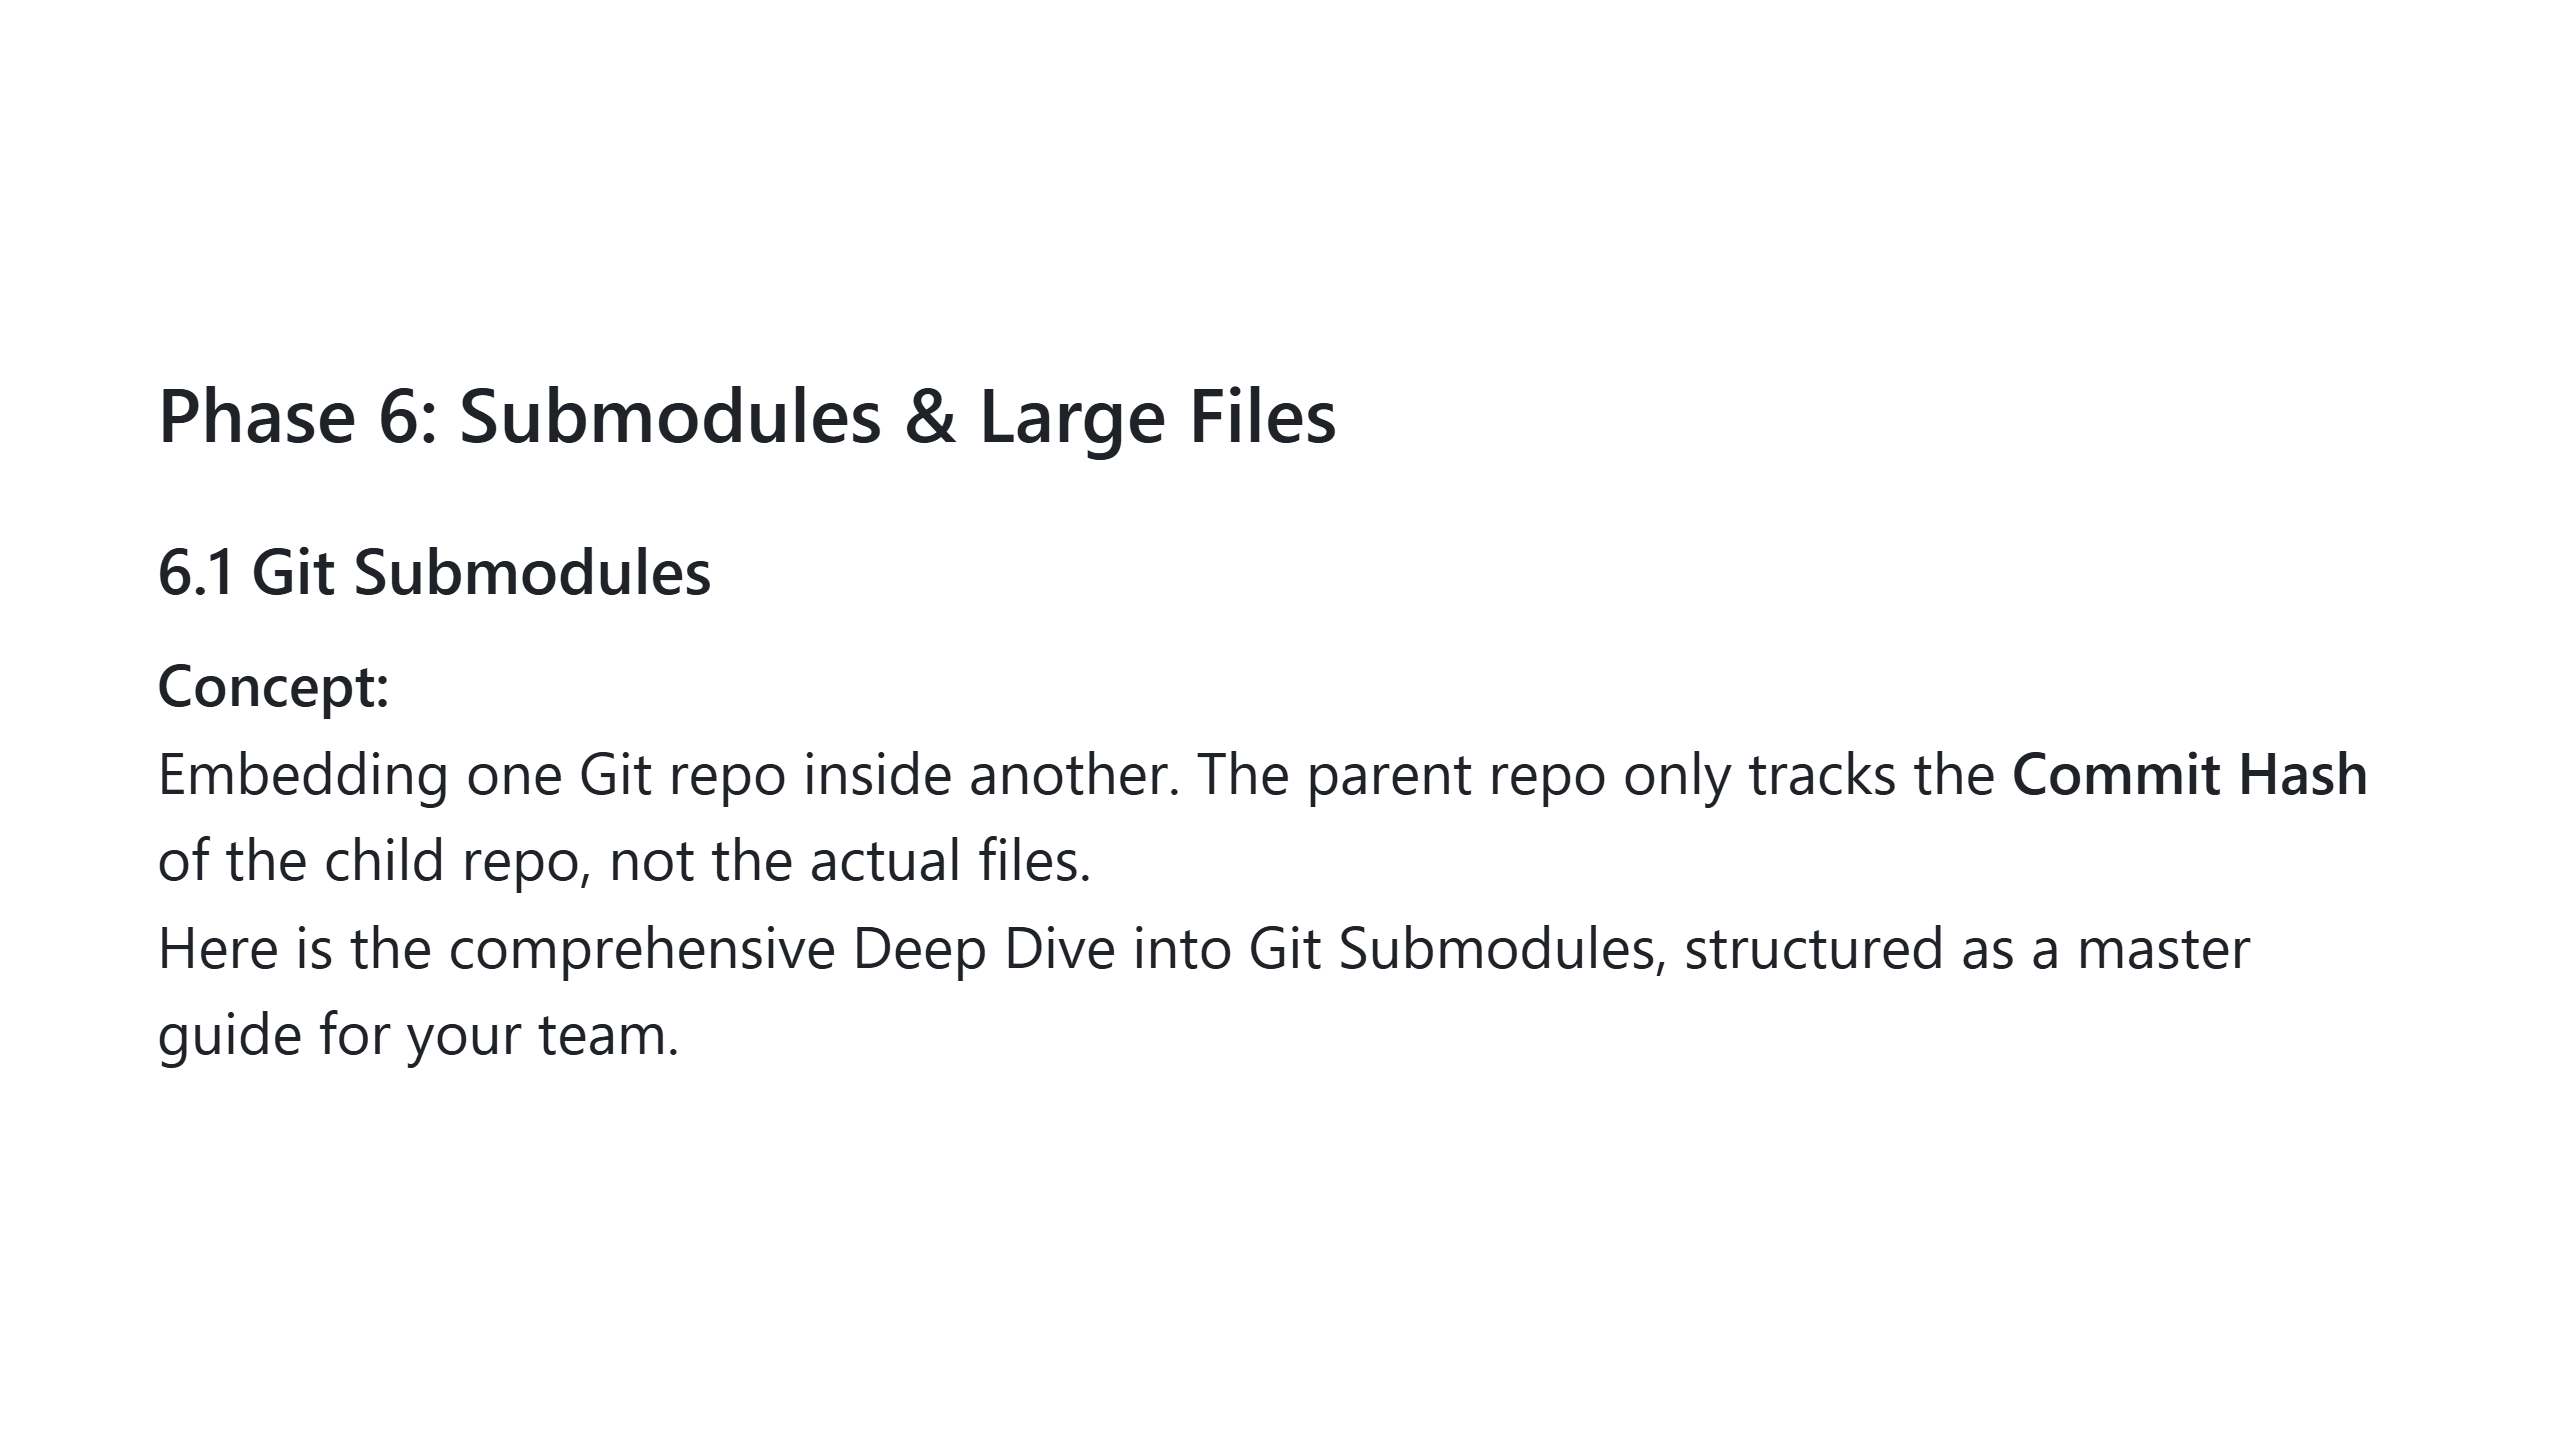 Phase 6: Submodules & Large Files
6.1 Git Submodules
Concept:
Embedding one Git repo inside another. The parent repo only tracks the Commit Hash
of the child repo, not the actual files.
Here is the comprehensive Deep Dive into Git Submodules, structured as a master
guide for your team.